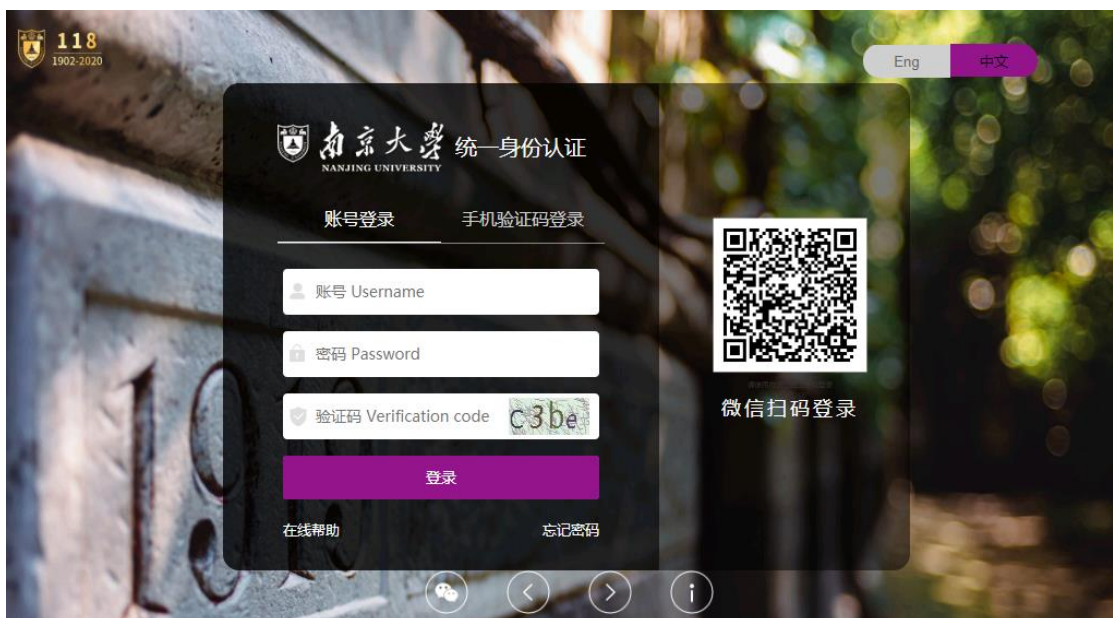 118
1902-2020
Eng 中文
南京大学 统一身份认证
NANJING UNIVERSITY
账号登录 手机验证码登录
账号 Username
密码 Password
验证码 Verification code C3be
登录
微信扫码登录
在线帮助 忘记密码
191